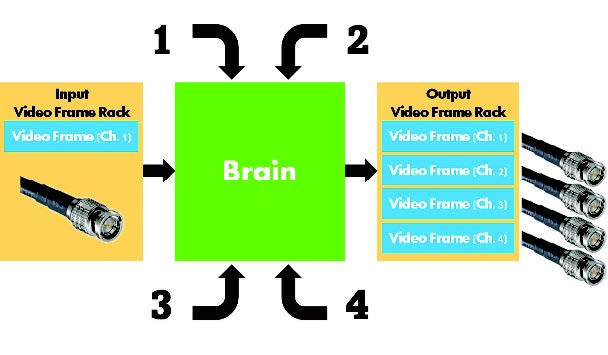 1
2
Input
Video Frame Rack
Video Frame (Ch. 1)
Brain
Output
Video Frame Rack
Video Frame (Ch. 1)
Video Frame (Ch. 2)
Video Frame (Ch. 3)
Video Frame (Ch. 4)
3
4